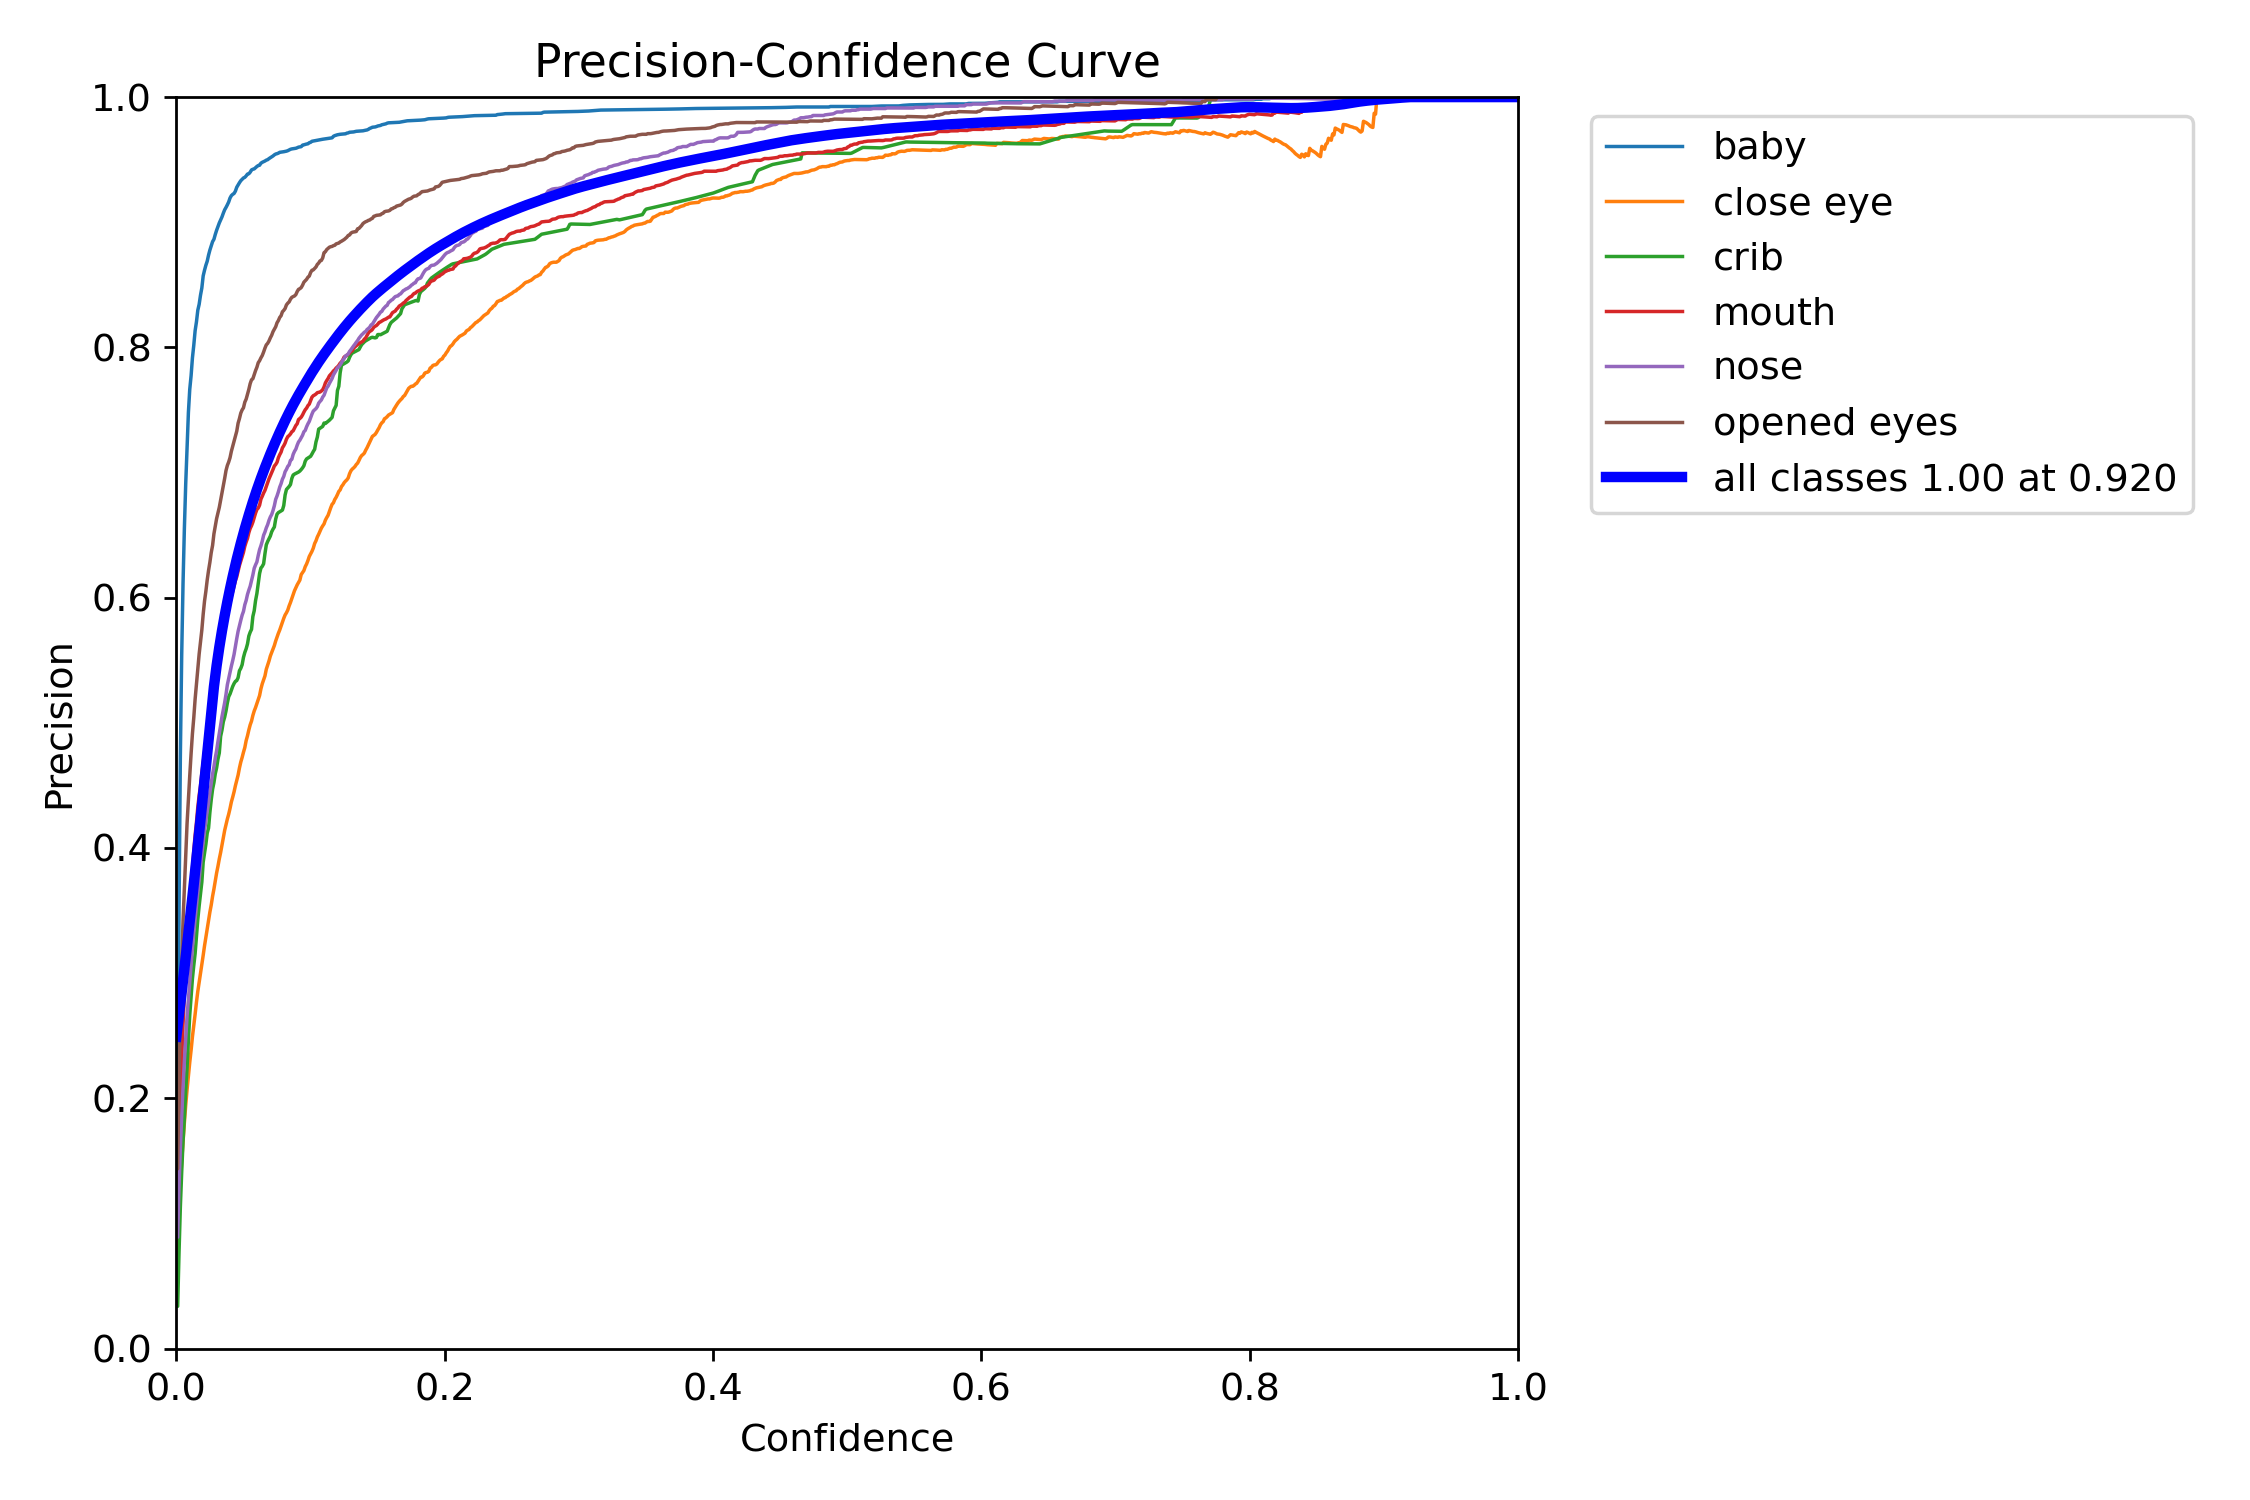 Precision-Confidence Curve
1.0
0.8
0.6
0.4
0.2
0.0
Precision
0.0 0.2 0.4 0.6 0.8 1.0
Confidence
baby
close eye
crib
mouth
nose
opened eyes
all classes 1.00 at 0.920